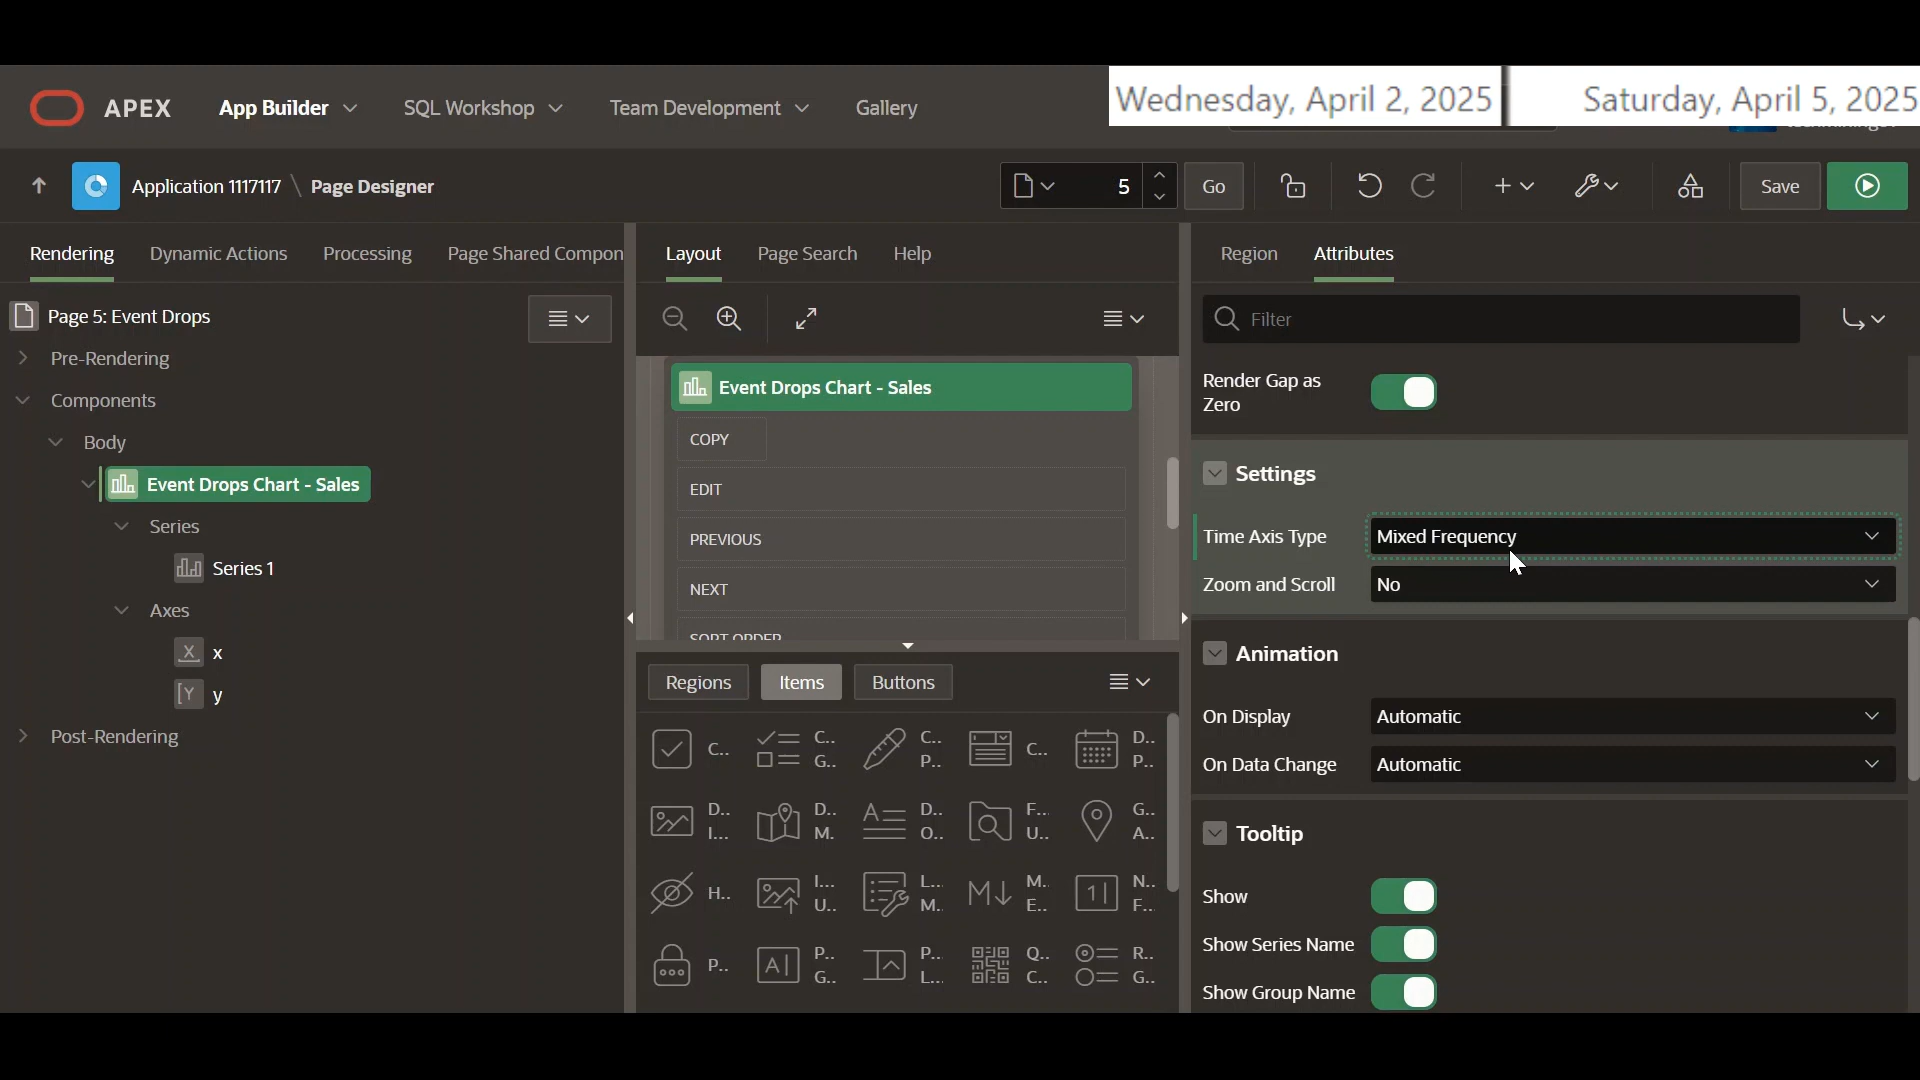 APEX App Builder SQL Workshop Team Development Gallery
Wednesday, April 2, 2025 Saturday, April 5, 2025
Application 1117117 \ Page Designer 5 Go Save
Rendering Dynamic Actions Processing Page Shared Compon
Page 5: Event Drops
Pre-Rendering
Components
Body
Event Drops Chart - Sales
Series
Series 1
Axes
X x
Y y
Post-Rendering
Layout Page Search Help
Event Drops Chart - Sales
COPY
EDIT
PREVIOUS
NEXT
SORT ORDER
Regions Items Buttons
C.. C.. G.. C.. P.. C.. D.. P..
D.. I... D.. M. A D.. O.. F... U.. G.. A..
H.. I... U.. L... M. M M. E.. 1 N.. F...
P.. A P.. G.. P.. L... Q.. C.. R.. G..
Region Attributes
Filter
Render Gap as
Zero
Settings
Time Axis Type Mixed Frequency
Zoom and Scroll No
Animation
On Display Automatic
On Data Change Automatic
Tooltip
Show
Show Series Name
Show Group Name